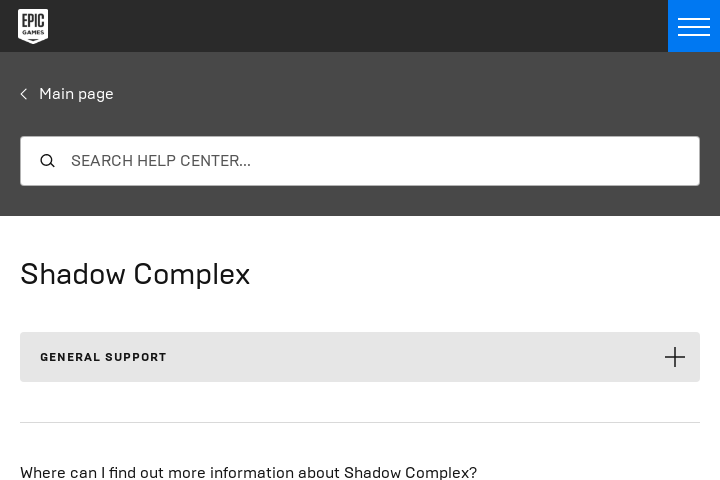 EPIC
GAMES
Main page
SEARCH HELP CENTER...
Shadow Complex
GENERAL SUPPORT
Where can I find out more information about Shadow Complex?